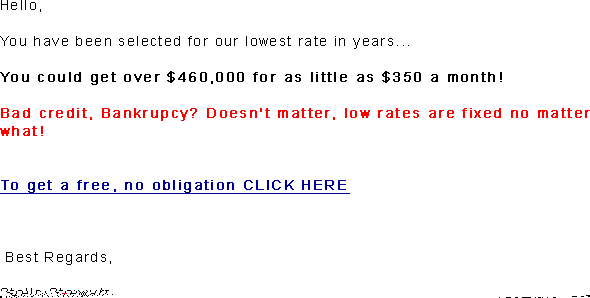 Hello,
You have been selected for our lowest rate in years...
You could get over $460,000 for as little as $350 a month!
Bad credit, Bankrupcy? Doesn't matter, low rates are fixed no matter
what!
To get a free, no obligation CLICK HERE
Best Regards,